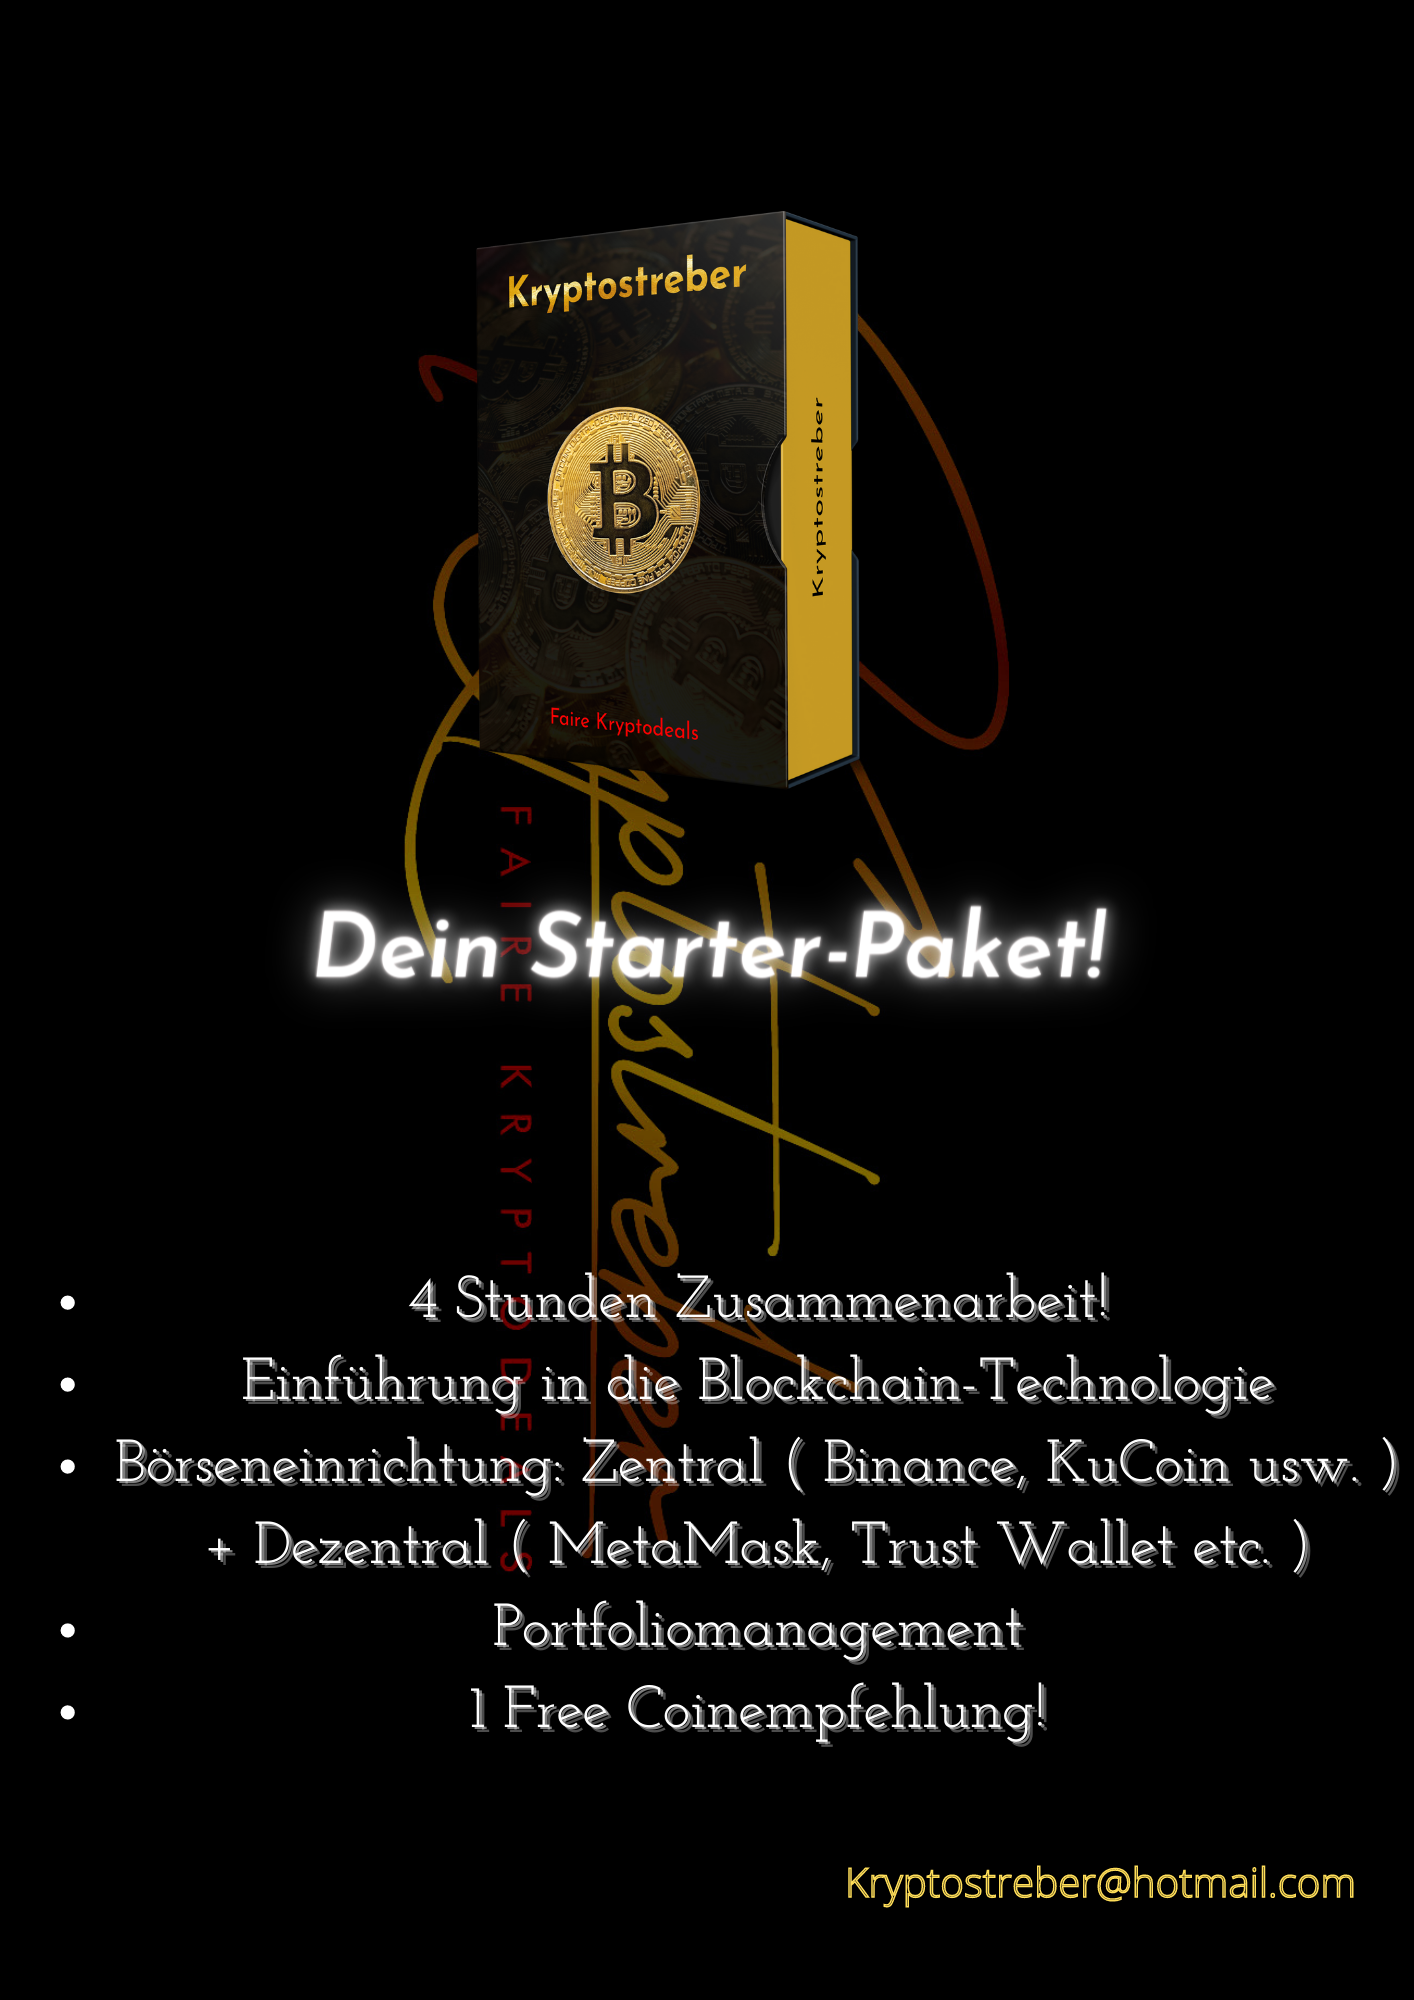 Kryptostreber
Kryptostreber
Faire Kryptodeals
FAIRE KRYPTODEALS
Kryptostreber
Dein Starter-Paket!
• 4 Stunden Zusammenarbeit!
• Einführung in die Blockchain-Technologie
• Börseneinrichtung: Zentral ( Binance, KuCoin usw. )
+ Dezentral ( MetaMask, Trust Wallet etc. )
• Portfoliomanagement
• 1 Free Coinempfehlung!
Kryptostreber@hotmail.com